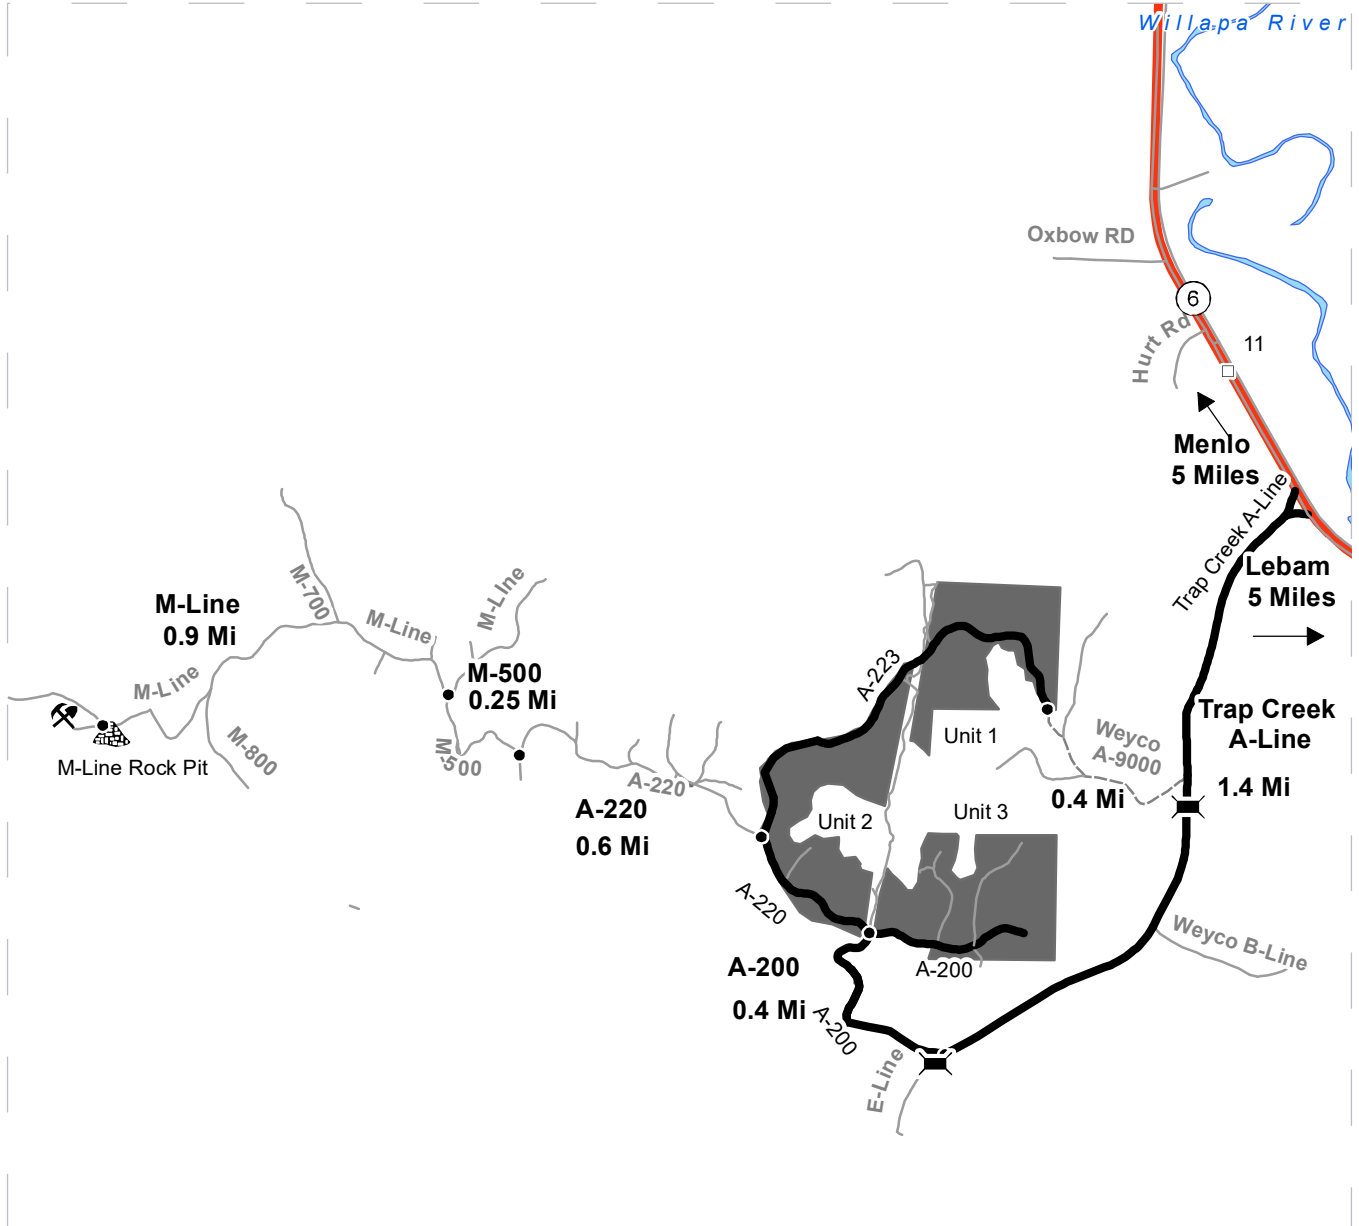 Willapa River
Oxbow RD
6
Hurt Rd
11
Menlo
5 Miles
Trap Creek A-Line
Lebam
5 Miles
M-700
M-Line
M-LIne
M-Line
0.9 Mi
M-Line
M-500
0.25 Mi
A-223
M-800
M-500
M-Line Rock Pit
Trap Creek
A-Line
1.4 Mi
Unit 1
Weyco
A-9000
0.4 Mi
A-220
A-220
0.6 Mi
Unit 2
Unit 3
A-220
Weyco B-Line
A-200
0.4 Mi
A-200
A-200
E-Line